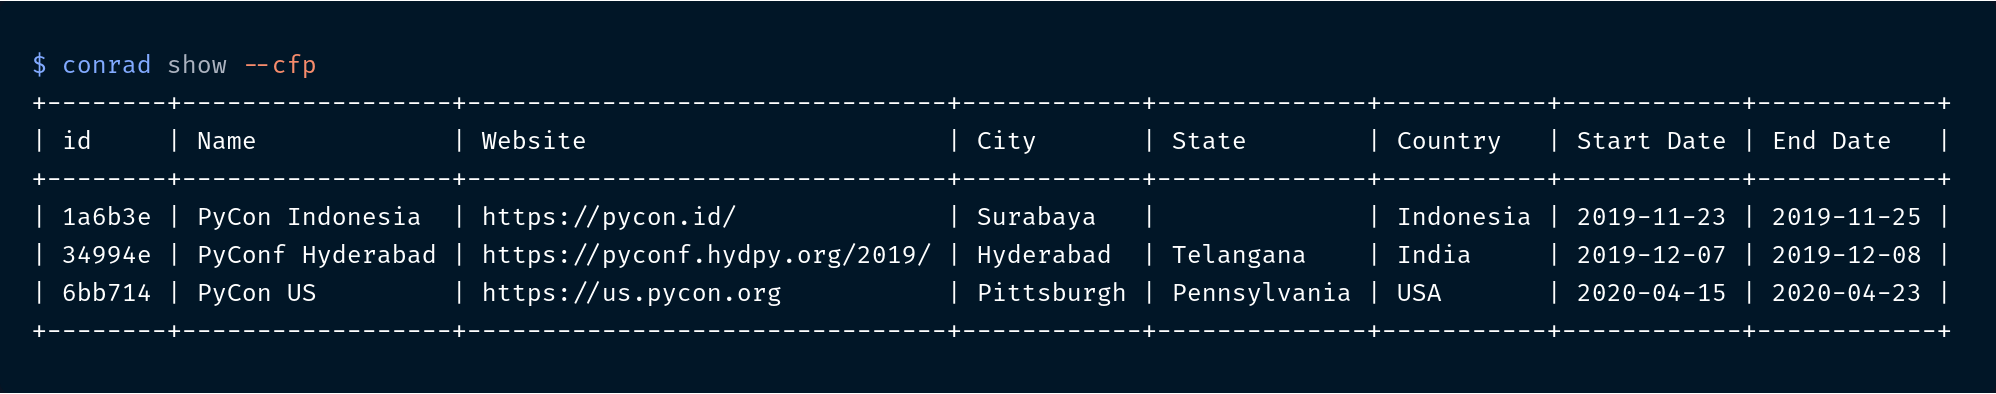 $ conrad show --cfp
+--------+------------------+--------------------------------+------------+--------------+-----------+------------+------------+
| id     | Name             | Website                        | City       | State        | Country   | Start Date | End Date   |
+--------+------------------+--------------------------------+------------+--------------+-----------+------------+------------+
| 1a6b3e | PyCon Indonesia  | https://pycon.id/              | Surabaya   |              | Indonesia | 2019-11-23 | 2019-11-25 |
| 34994e | PyConf Hyderabad | https://pyconf.hydpy.org/2019/ | Hyderabad  | Telangana    | India     | 2019-12-07 | 2019-12-08 |
| 6bb714 | PyCon US         | https://us.pycon.org           | Pittsburgh | Pennsylvania | USA       | 2020-04-15 | 2020-04-23 |
+--------+------------------+--------------------------------+------------+--------------+-----------+------------+------------+